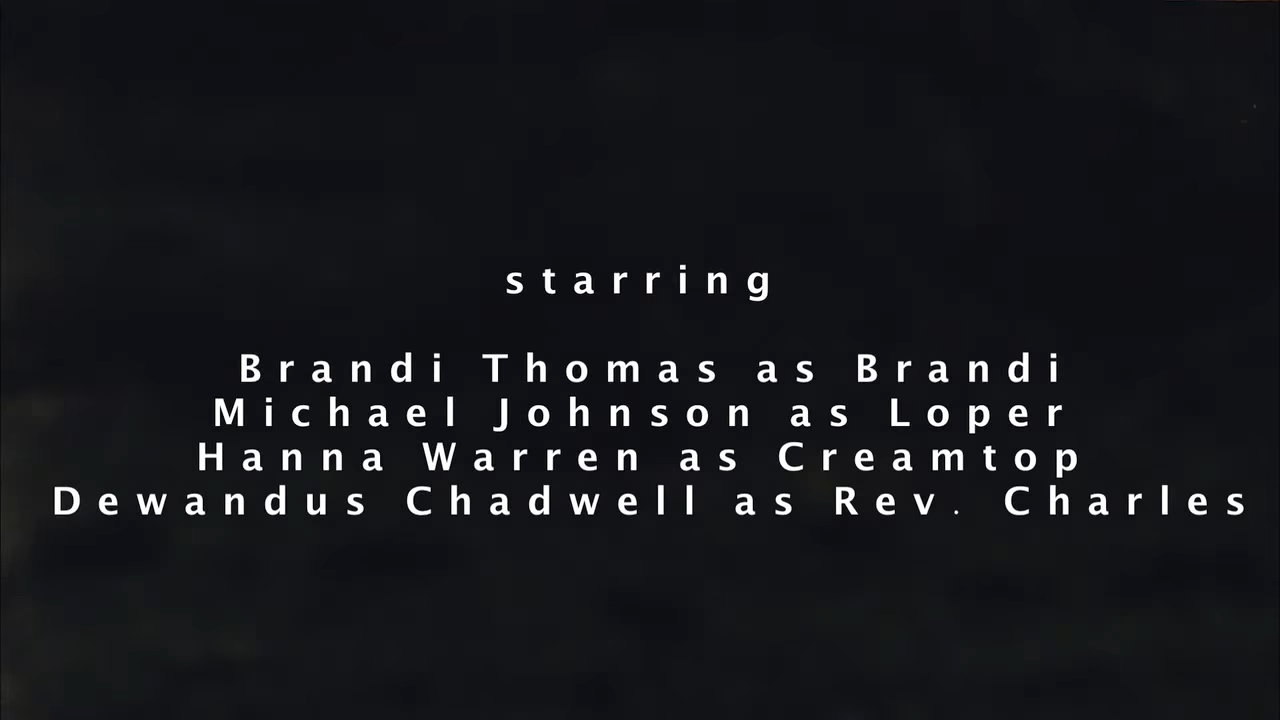 starring
Brandi Thomas as Brandi
Michael Johnson as Loper
Hanna Warren as Creamtop
Dewandus Chadwell as Rev. Charles